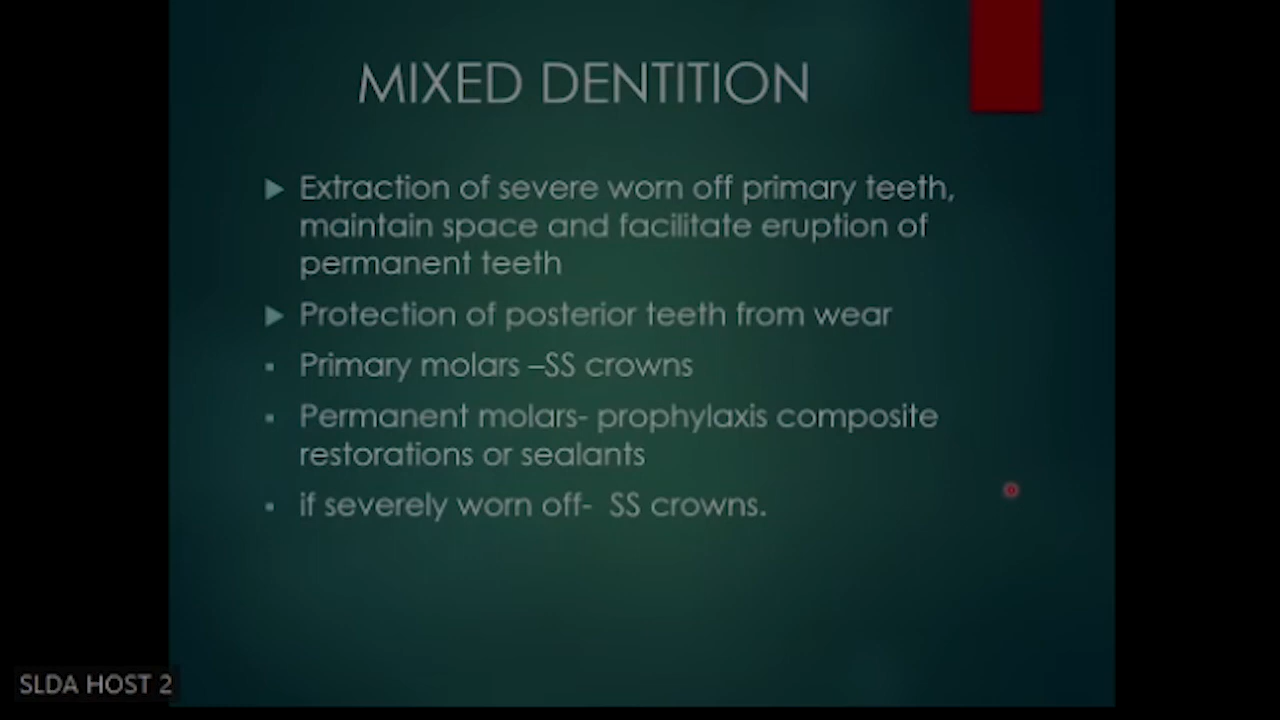 MIXED DENTITION
Extraction of severe worn off primary teeth,
maintain space and facilitate eruption of
permanent teeth
Protection of posterior teeth from wear
Primary molars –SS crowns
Permanent molars- prophylaxis composite
restorations or sealants
if severely worn off- SS crowns.
SLDA HOST 2